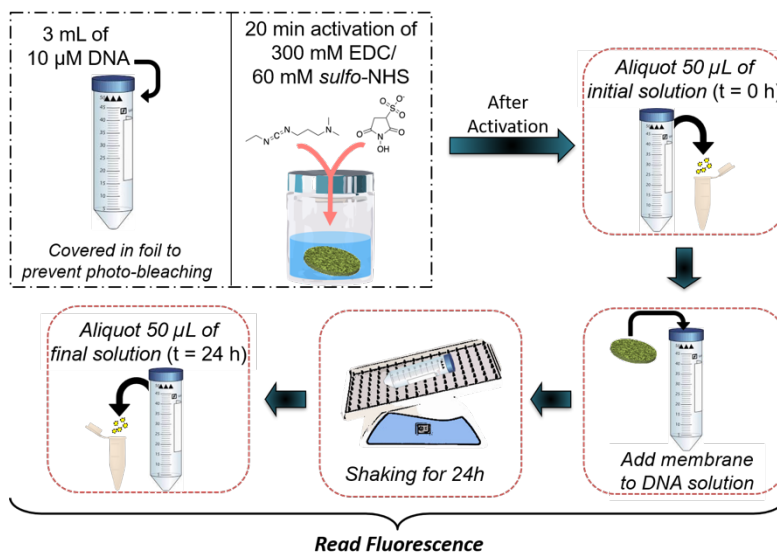 3 mL of
10 µM DNA
Covered in foil to
prevent photo-bleaching
20 min activation of
300 mM EDC/
60 mM sulfo-NHS
After
Activation
Aliquot 50 µL of
initial solution (t = 0 h)
Add membrane
to DNA solution
Shaking for 24h
Aliquot 50 µL of
final solution (t = 24 h)
Read Fluorescence